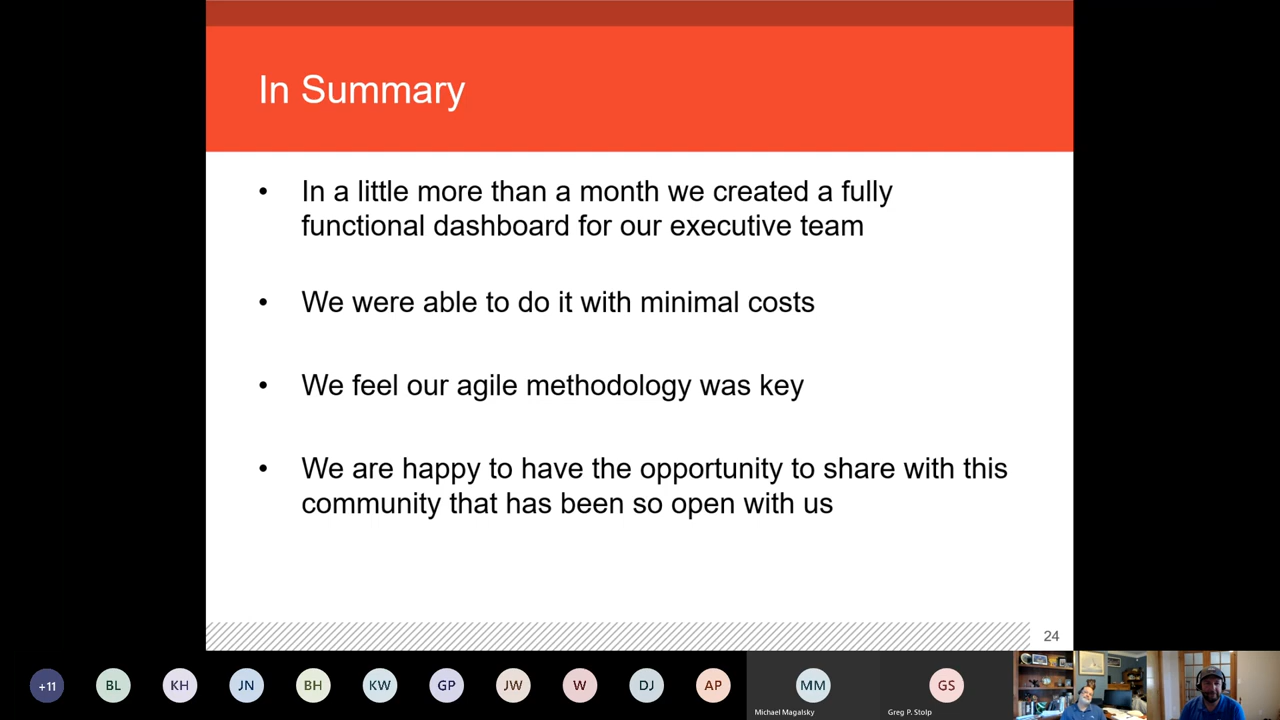 In Summary
• In a little more than a month we created a fully
functional dashboard for our executive team
• We were able to do it with minimal costs
• We feel our agile methodology was key
• We are happy to have the opportunity to share with this
community that has been so open with us
24
+11 BL KH JN BH KW GP JW W DJ AP MM GS
Michael Magalsky Greg P. Stolp